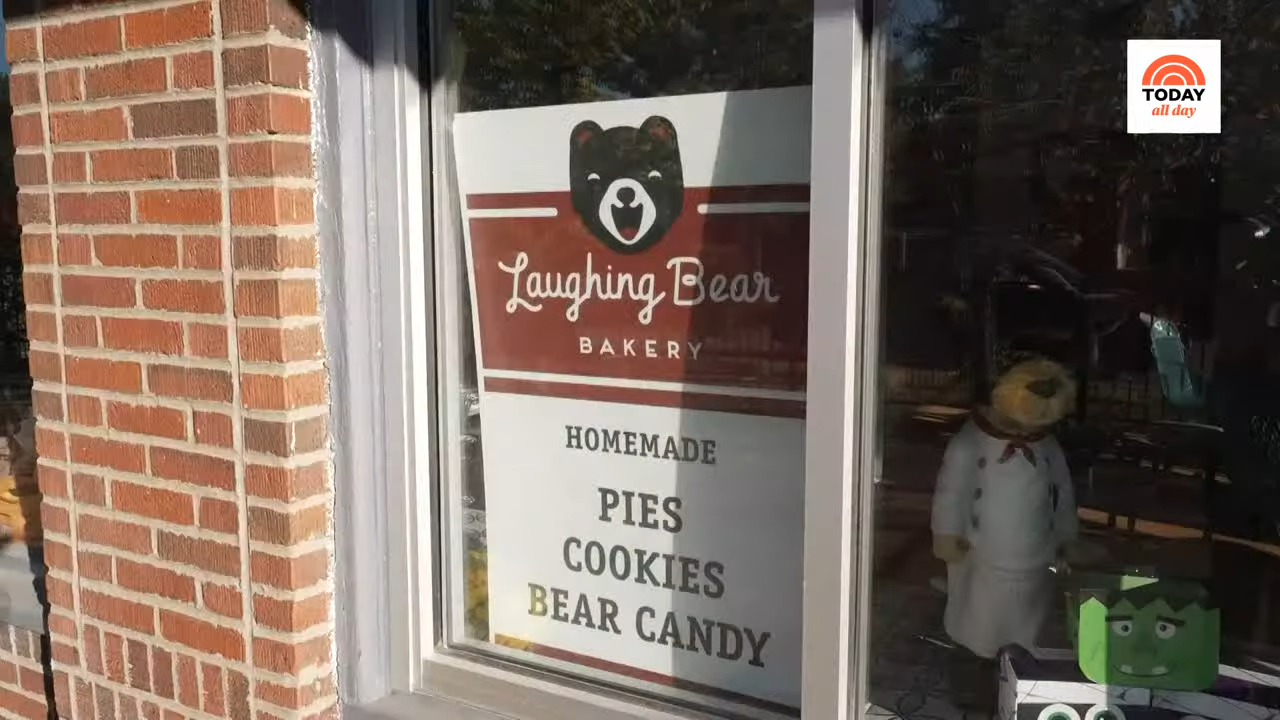 TODAY
all day
Laughing Bear
BAKERY
HOMEMADE
PIES
COOKIES
BEAR CANDY